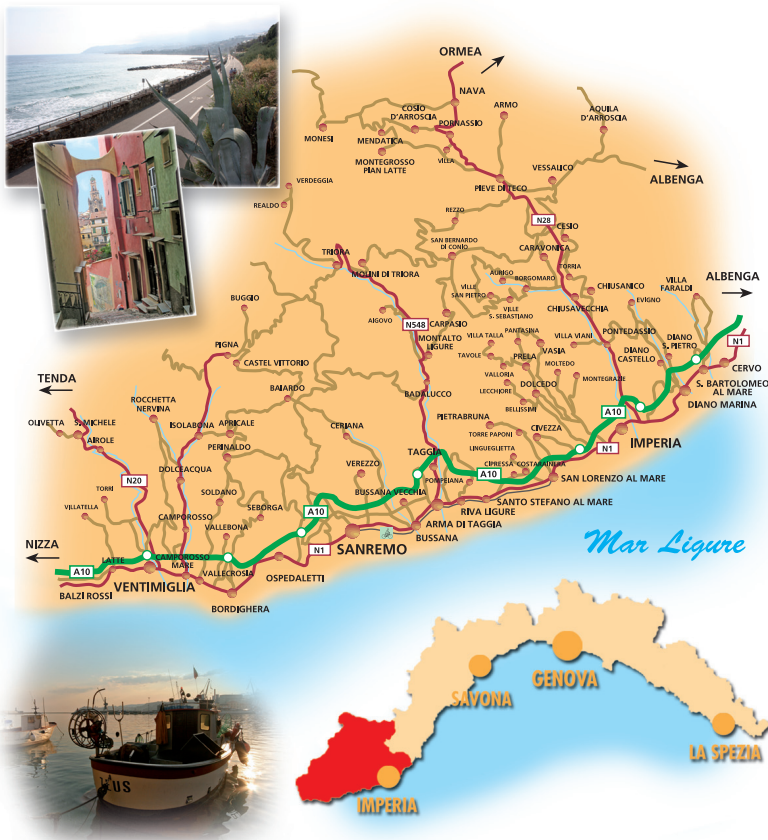 ORMEA
NAVA
COSIO
D'ARROSCIA
ARMO
AQUILA
D'ARROSCIA
PORNASSIO
MONESI
MENDATICA
MONTEGROSSO
PIAN LATTE
VILLA
VESSALICO
ALBENGA
PIEVE DI TECO
VERDEGGIA
REALDO
REZZO
N28
CESIO
SAN BERNARDO
DI CONIO
CARAVONICA
TRIORA
MOLINI DI TRIORA
TORRIA
AURIGO
BORGOMARO
CHIUSANICO
VILLA
FARALDI
ALBENGA
VILLE
SAN PIETRO
EVIGNO
BUGGIO
AIGOVO
VILLE
S. SEBASTIANO
CHIUSAVECCHIA
N548
CARPASIO
MONTALTO
LIGURE
VILLA TALLA
PANTASINA
VILLA VIANI
PONTEDASSIO
DIANO
S. PIETRO
N1
PIGNA
CASTEL VITTORIO
TAVOLE
PRELA
VASIA
DIANO
CASTELLO
CERVO
TENDA
VALLORIA
MOLTEDO
MONTEGRAZIE
S. BARTOLOMEO
AL MARE
BAIARDO
BADALUCCO
LECCHIORE
DOLCEDO
DIANO MARINA
ROCCHETTA
NERVINA
BELLISSIMI
A10
OLIVETTA
S. MICHELE
ISOLABONA
APRICALE
CERIANA
PIETRABRUNA
CIVEZZA
IMPERIA
AIROLE
PERINALDO
TORRE PAPONI
N1
LINGUEGLIETTA
TAGGIA
CIPRESSA
COSTARAINERA
N20
DOLCEACQUA
VEREZZO
A10
SAN LORENZO AL MARE
TORRI
SOLDANO
BUSSANA VECCHIA
POMPEIANA
VILLATELLA
SEBORGA
SANTO STEFANO AL MARE
CAMPOROSSO
A10
RIVA LIGURE
VALLEBONA
ARMA DI TAGGIA
NIZZA
SANREMO
BUSSANA
Mar Ligure
LATTE
CAMPOROSSO
MARE
N1
A10
VALLECROSIA
OSPEDALETTI
VENTIMIGLIA
BALZI ROSSI
BORDIGHERA
GENOVA
SAVONA
LA SPEZIA
IMPERIA